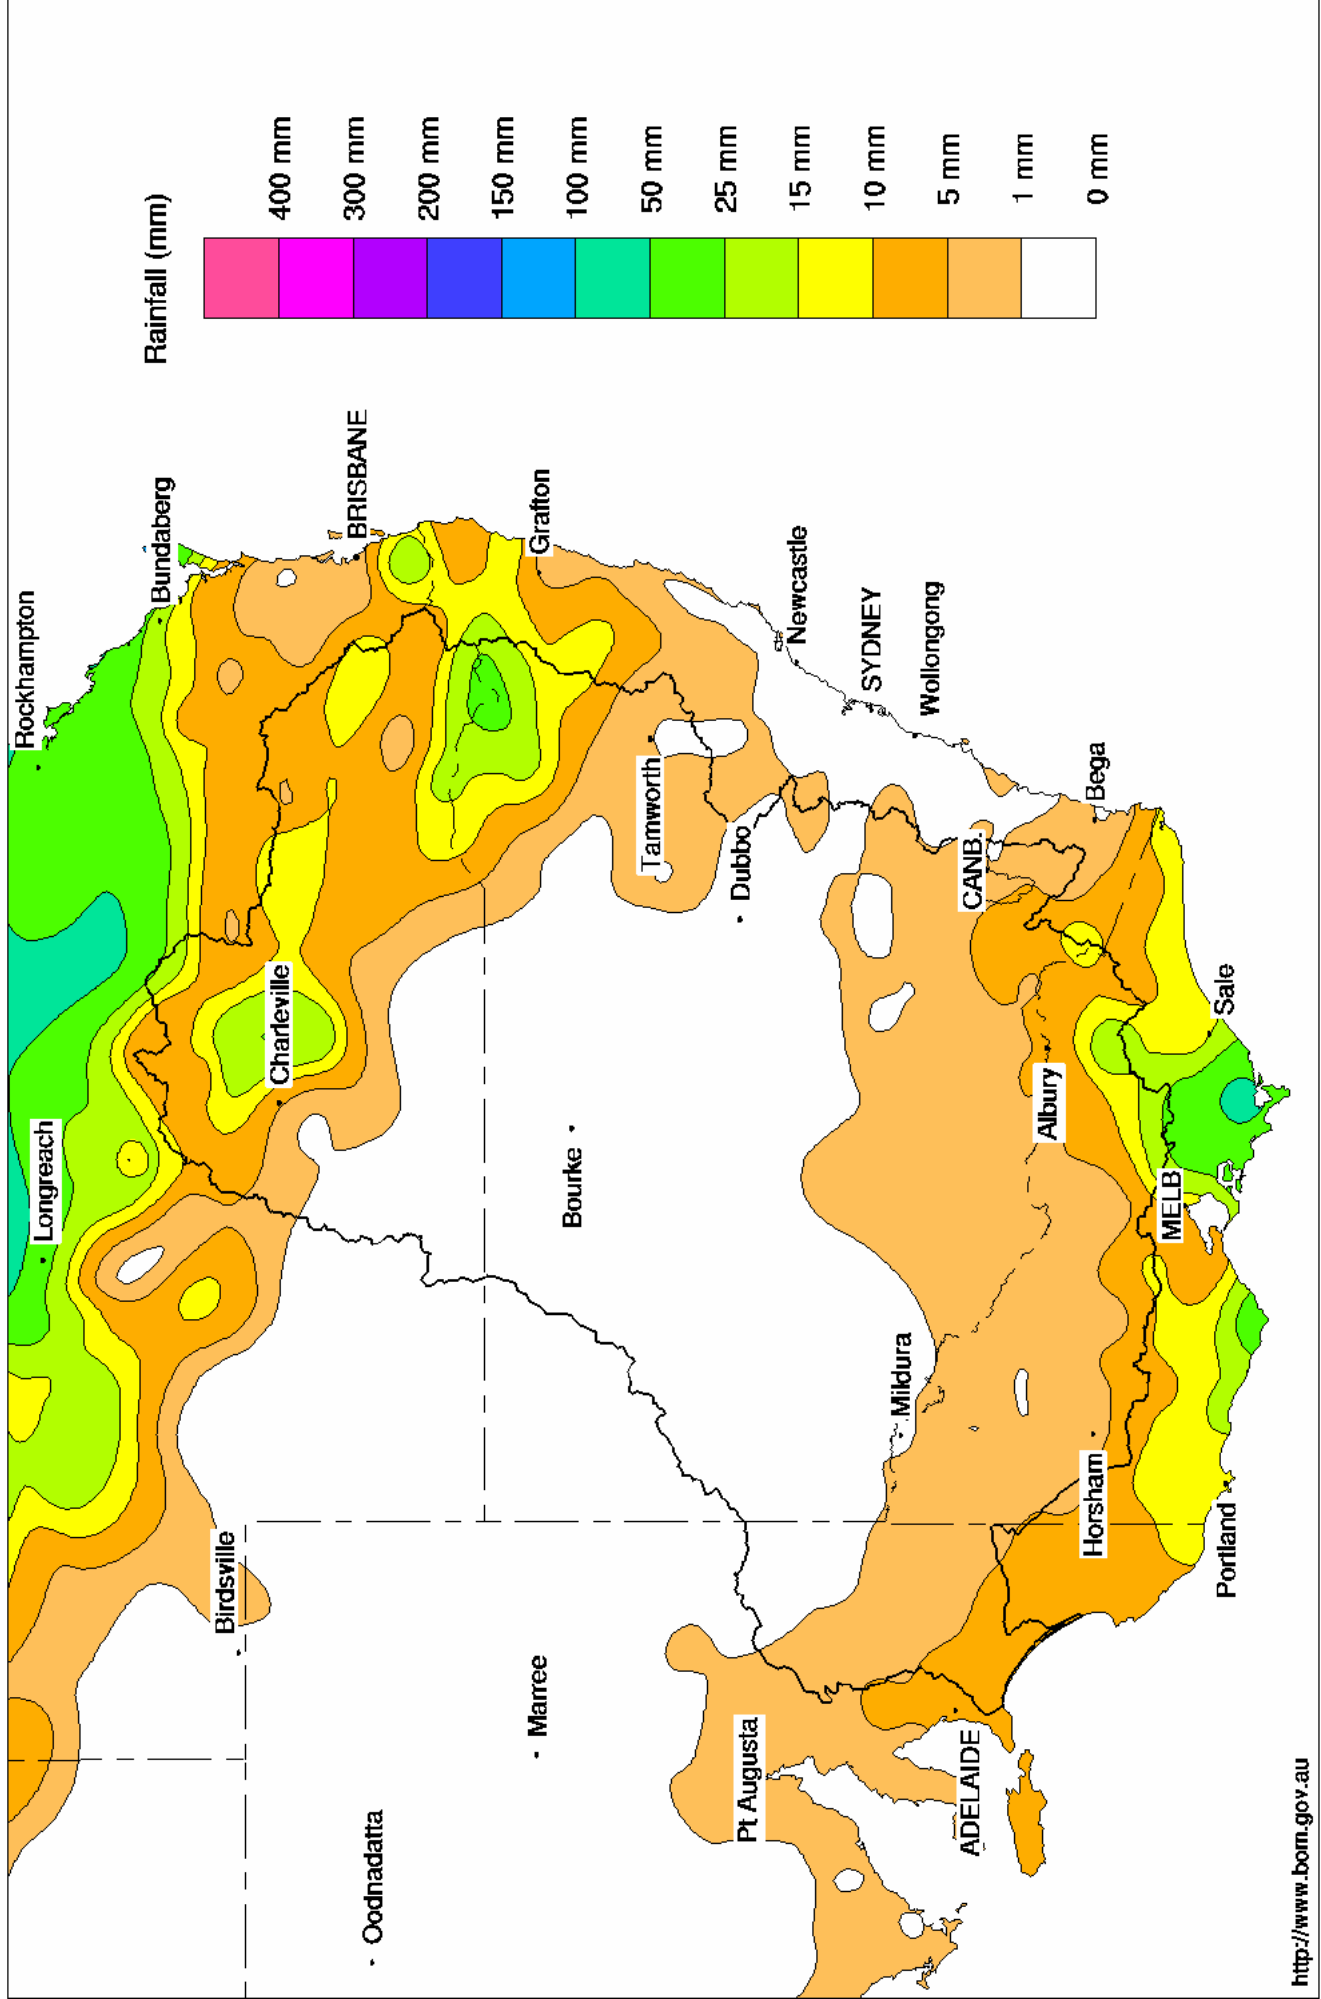 Rainfall (mm)
400 mm
300 mm
200 mm
150 mm
100 mm
50 mm
25 mm
15 mm
10 mm
5 mm
1 mm
0 mm
Rockhampton
Longreach
Bundaberg
Birdsville
Charleville
BRISBANE
Oodnadatta
Grafton
Marree
Bourke
Tamworth
Pt Augusta
Dubbo
Newcastle
SYDNEY
Mildura
Wollongong
CANB.
ADELAIDE
Albury
Bega
Horsham
MELB
Sale
Portland
http://www.bom.gov.au